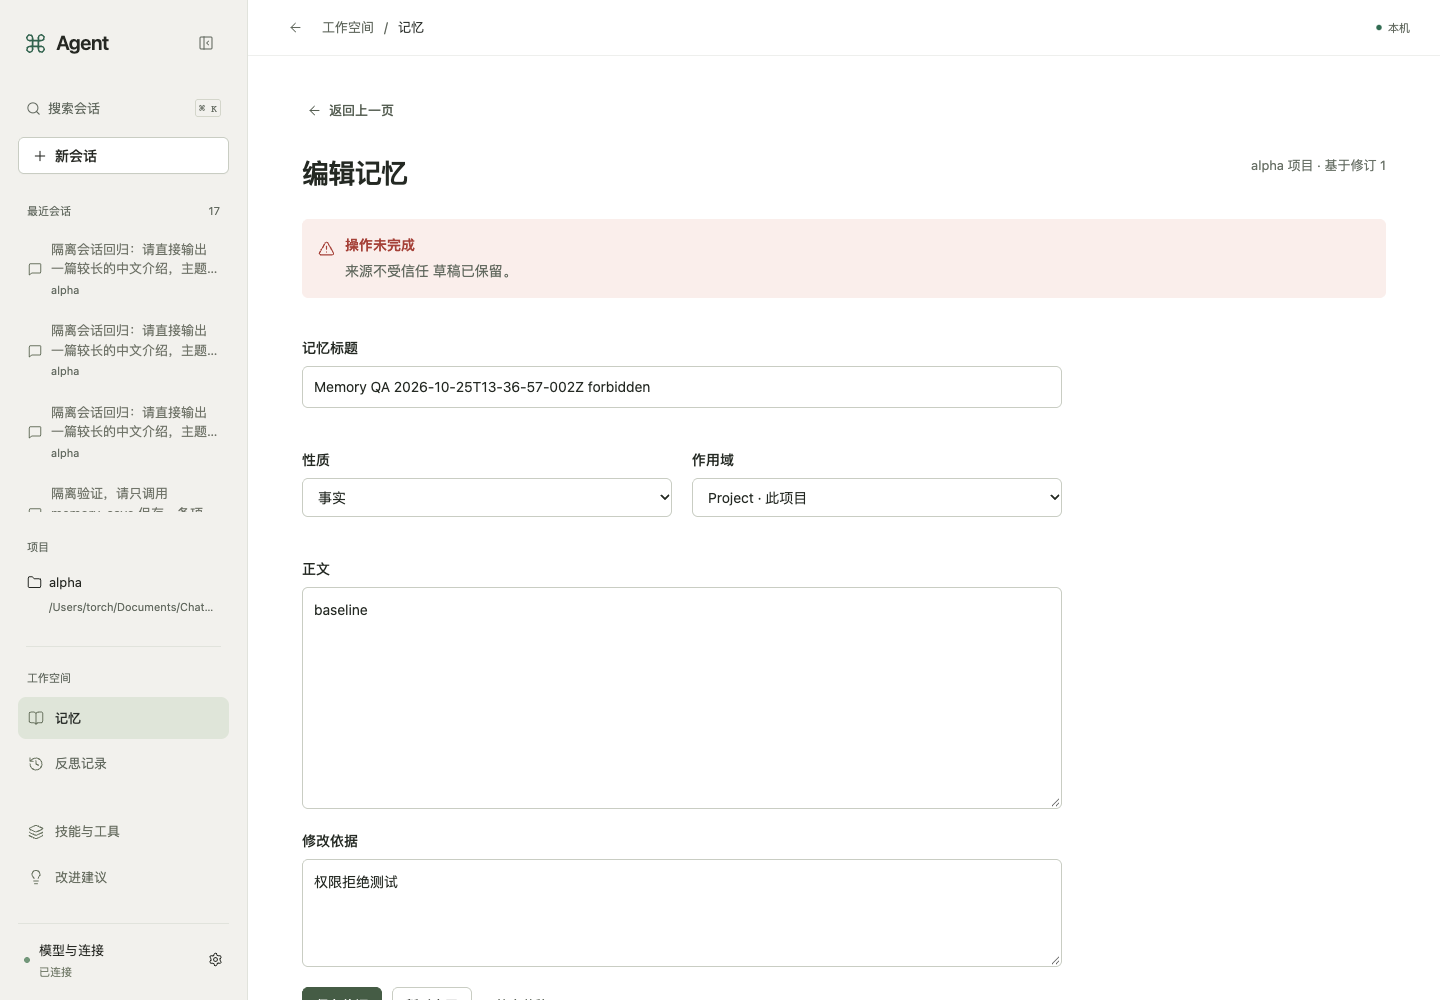 Agent
搜索会话
⌘ K
新会话
最近会话
17
隔离会话回归：请直接输出
一篇较长的中文介绍，主题...
alpha
隔离会话回归：请直接输出
一篇较长的中文介绍，主题...
alpha
隔离会话回归：请直接输出
一篇较长的中文介绍，主题...
alpha
隔离验证，请只调用
项目
alpha
/Users/torch/Documents/Chat...
工作空间
记忆
反思记录
技能与工具
改进建议
模型与连接
已连接
工作空间 / 记忆
本机
返回上一页
编辑记忆
alpha 项目 · 基于修订 1
操作未完成
来源不受信任 草稿已保留。
记忆标题
Memory QA 2026-10-25T13-36-57-002Z forbidden
性质
作用域
事实
Project · 此项目
正文
baseline
修改依据
权限拒绝测试